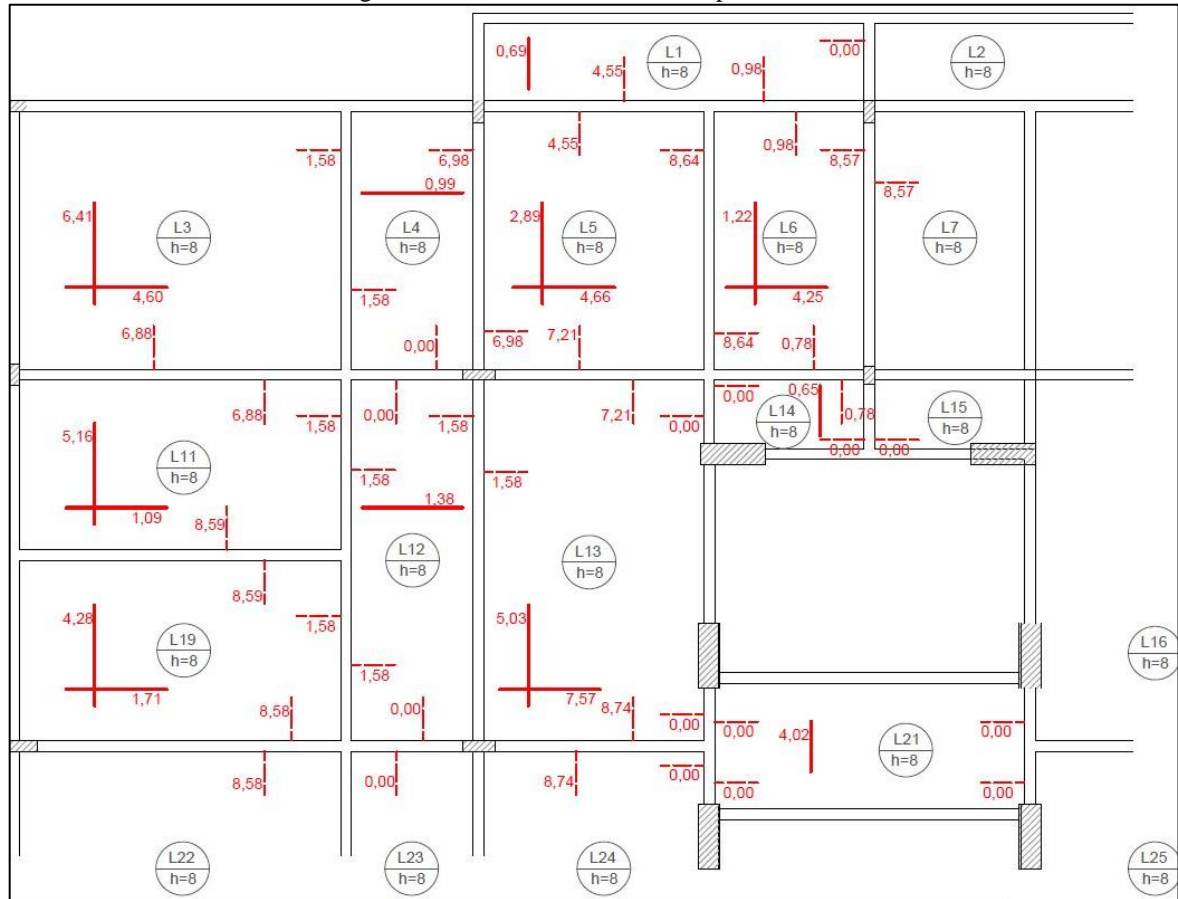 0,69
L1
h=8
0,00
L2
h=8
4,55
0,98
1,58
6,98
4,55
8,64
0,98
8,57
0,99
8,57
6,41
L3
h=8
L4
h=8
2,89
L5
h=8
1,22
L6
h=8
L7
h=8
4,60
1,58
4,66
4,25
6,88
0,00
6,98
7,21
8,64
0,78
6,88
1,58
0,00
1,58
7,21
0,00
0,00
0,65
L14
h=8
0,78
L15
h=8
5,16
L11
h=8
0,00
0,00
1,58
1,58
1,09
8,59
1,38
L12
h=8
L13
h=8
8,59
4,28
L19
h=8
1,58
5,03
L16
h=8
1,71
1,58
7,57
8,58
0,00
8,74
0,00
0,00
4,02
L21
h=8
0,00
8,58
0,00
8,74
0,00
0,00
0,00
L22
h=8
L23
h=8
L24
h=8
L25
h=8